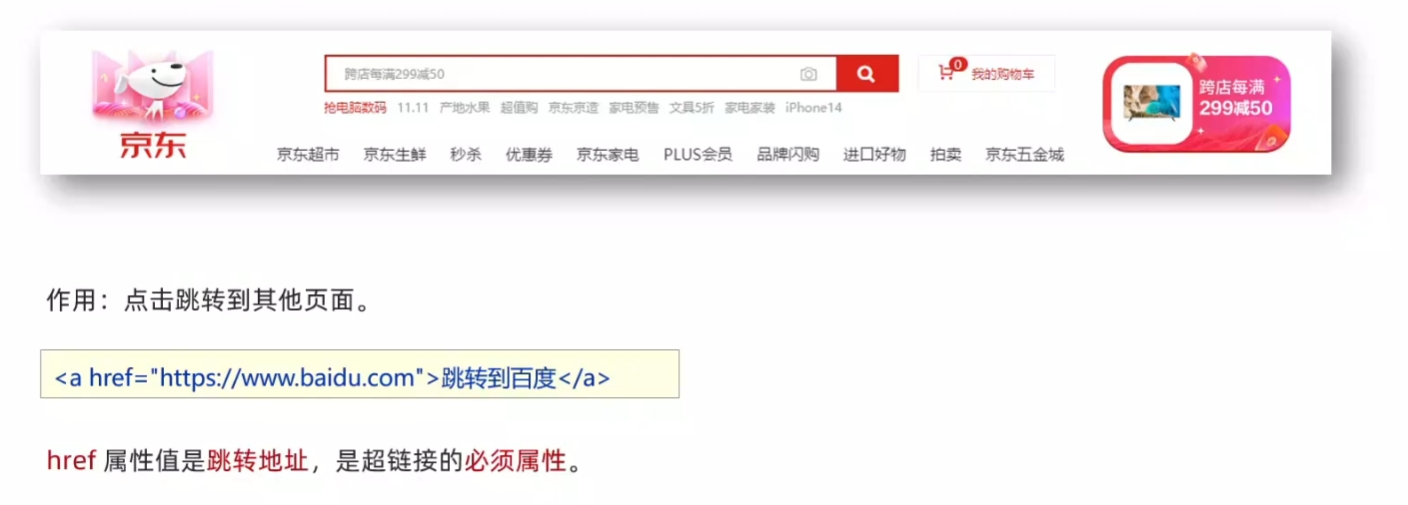 跨店每满299减50
0
我的购物车
跨店每满
299减50
抢电脑数码 11.11 产地水果 超值购 京东京造 家电预售 文具5折 家电家装 iPhone14
京东
京东超市 京东生鲜 秒杀 优惠券 京东家电 PLUS会员 品牌闪购 进口好物 拍卖 京东五金城
作用：点击跳转到其他页面。
<a href="https://www.baidu.com">跳转到百度</a>
href 属性值是跳转地址，是超链接的必须属性。